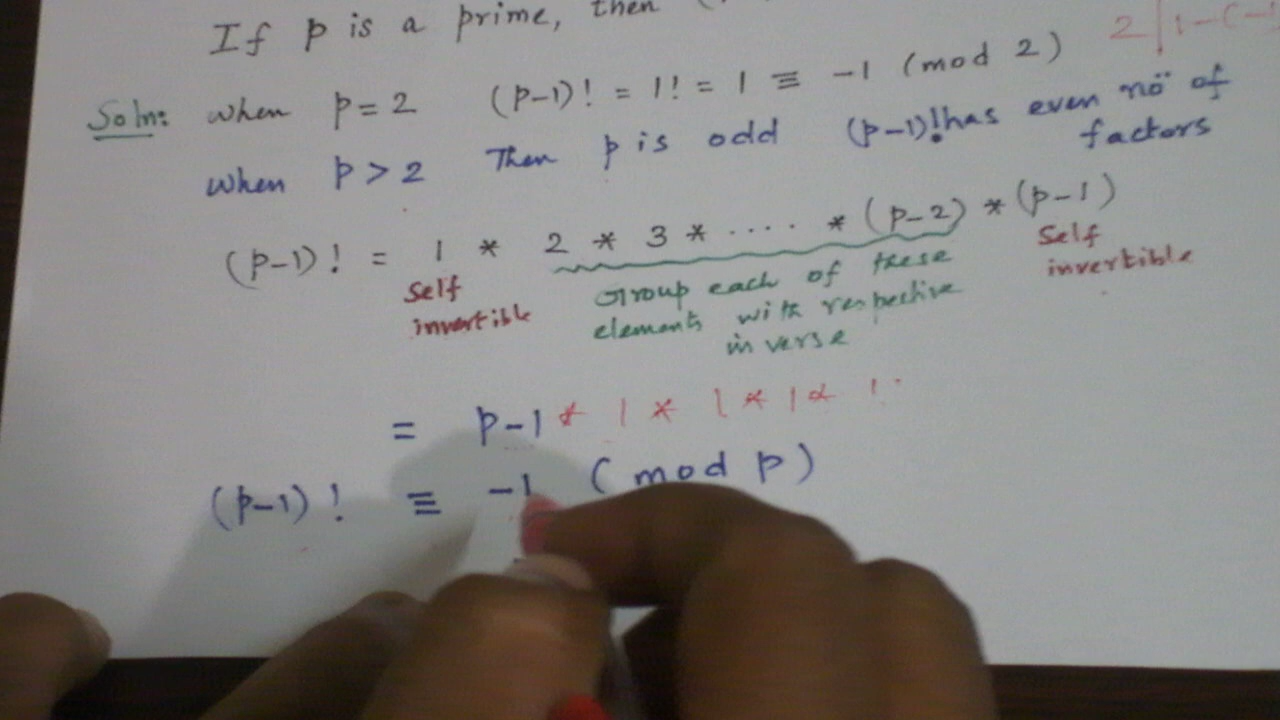 If p is a prime, then (
2 | 1-(-1
Soln: when p = 2 (p-1)! = 1! = 1 ≡ -1 (mod 2)
when p > 2 Then p is odd (p-1)! has even no of factors
(p-1)! = 1 * 2 * 3 * .... * (p-2) * (p-1)
Self invertible
Group each of these elements with respective inverse
Self invertible
= p-1 * 1 * 1 * 1 *
(p-1)! ≡ -1 (mod p)